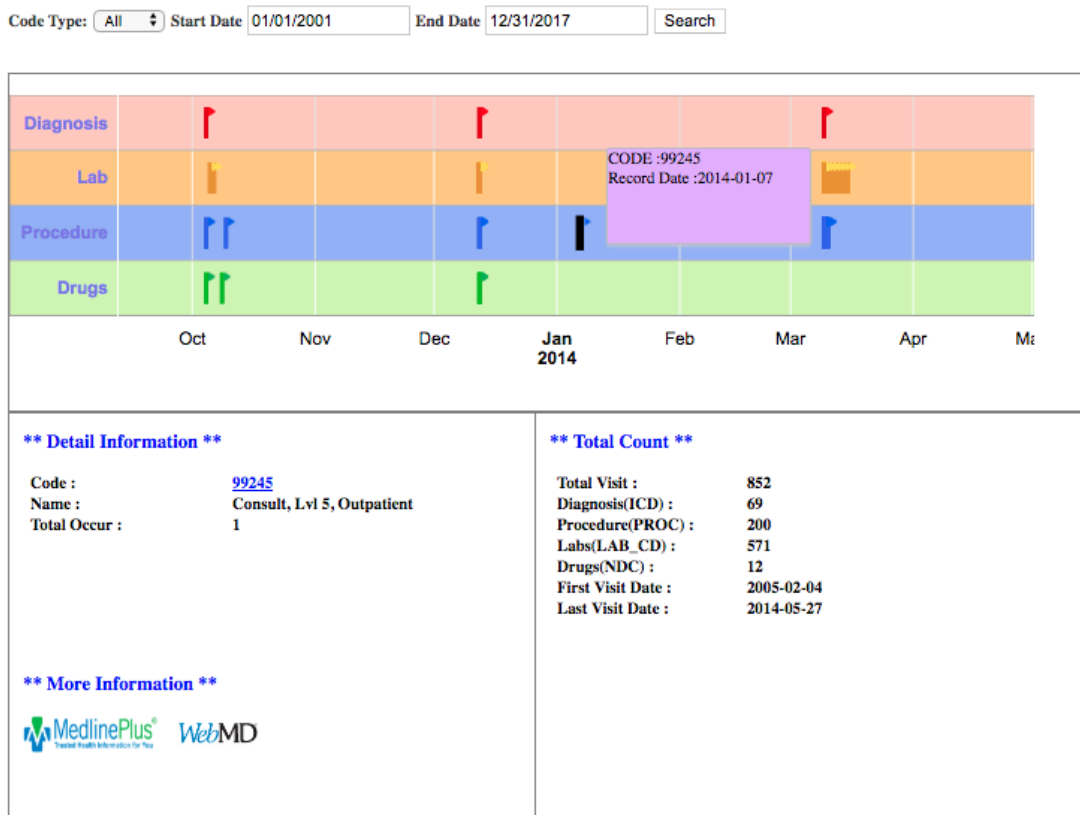 Code Type: All Start Date 01/01/2001 End Date 12/31/2017 Search
Diagnosis
Lab
Procedure
Drugs
CODE :99245
Record Date :2014-01-07
Oct Nov Dec Jan Feb Mar Apr Ma
2014
** Detail Information **
Code : 99245
Name : Consult, Lvl 5, Outpatient
Total Occur : 1
** Total Count **
Total Visit : 852
Diagnosis(ICD) : 69
Procedure(PROC) : 200
Labs(LAB_CD) : 571
Drugs(NDC) : 12
First Visit Date : 2005-02-04
Last Visit Date : 2014-05-27
** More Information **
MedlinePlus® WebMD
Trusted Health Information for You